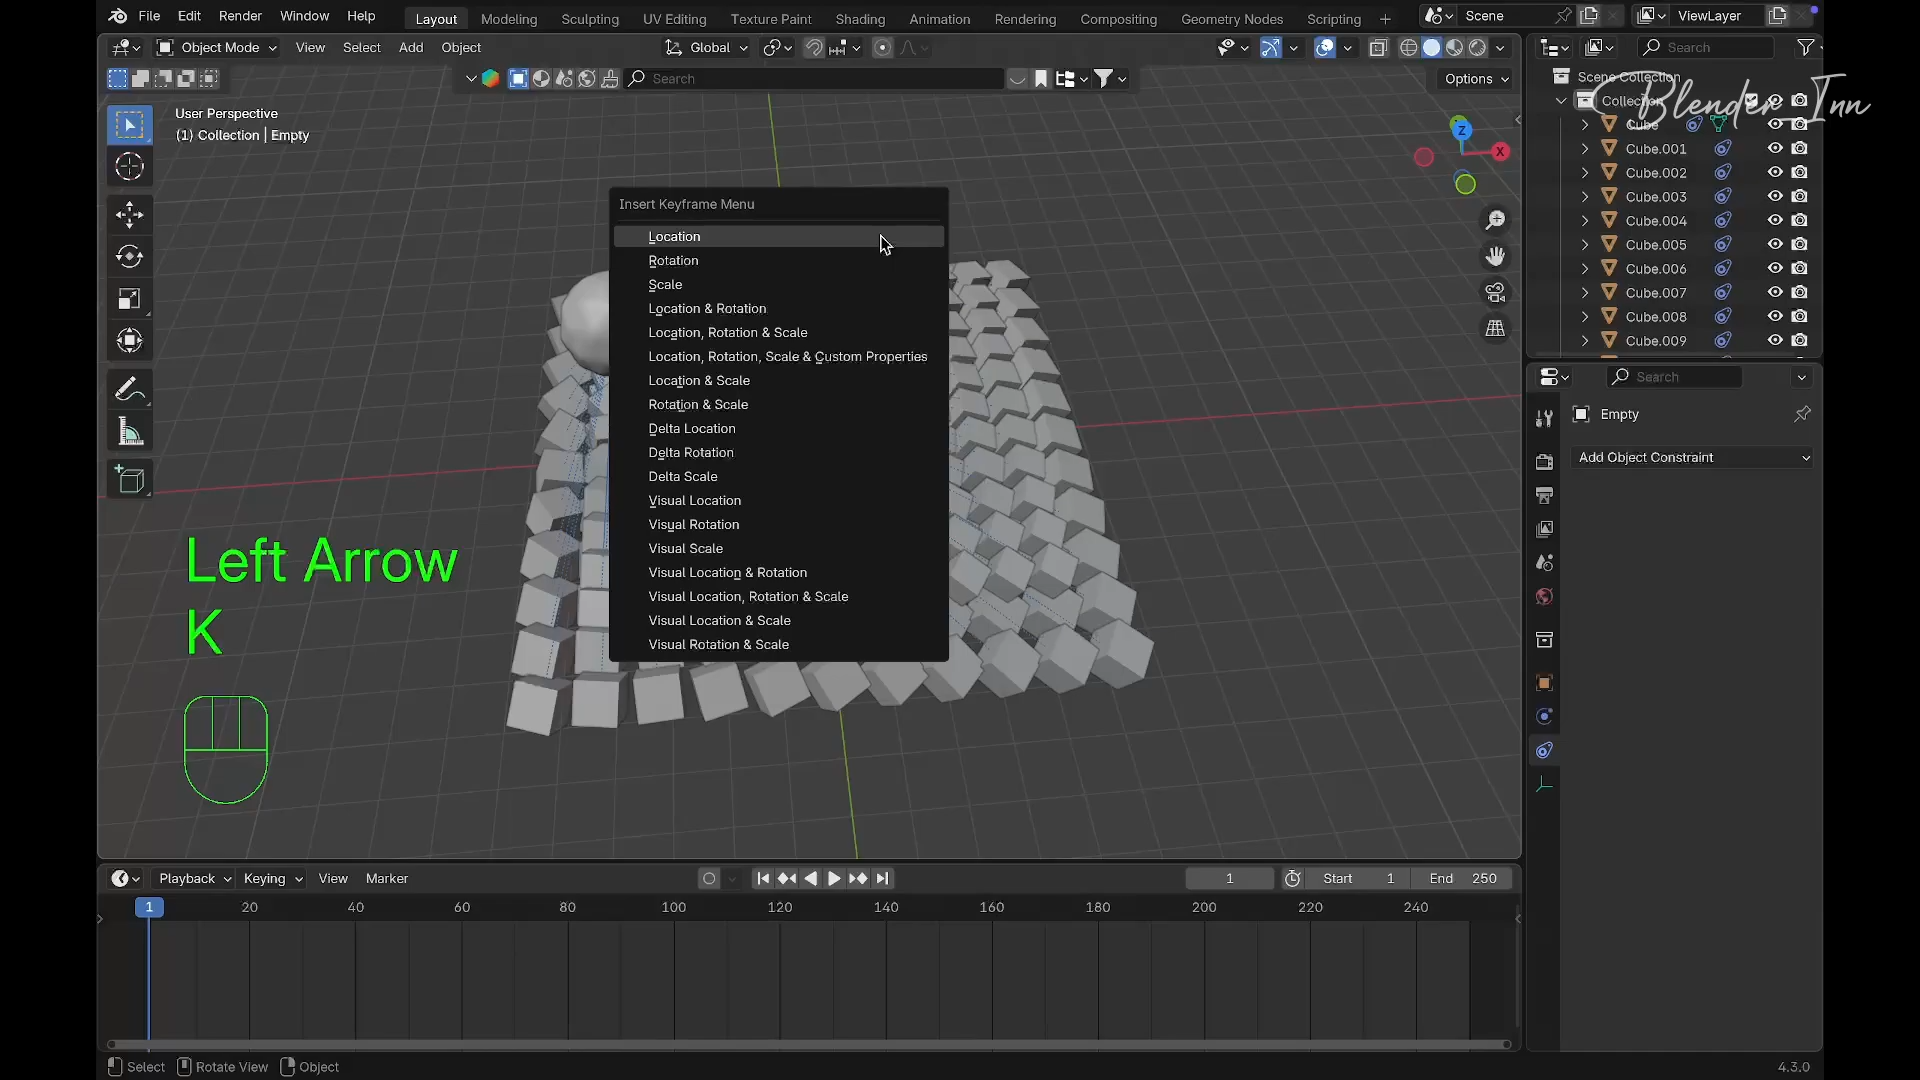 File Edit Render Window Help
Layout Modeling Sculpting UV Editing Texture Paint Shading Animation Rendering Compositing Geometry Nodes Scripting +
Scene
ViewLayer
Object Mode View Select Add Object
Global
Search
Search
Options
User Perspective
(1) Collection | Empty
Z
X
Scene Collection
Collection
Blender Inn
Cube
Cube.001
Cube.002
Cube.003
Cube.004
Cube.005
Cube.006
Cube.007
Cube.008
Cube.009
Insert Keyframe Menu
Location
Rotation
Scale
Location & Rotation
Location, Rotation & Scale
Location, Rotation, Scale & Custom Properties
Location & Scale
Rotation & Scale
Delta Location
Delta Rotation
Delta Scale
Visual Location
Visual Rotation
Visual Scale
Visual Location & Rotation
Visual Location, Rotation & Scale
Visual Location & Scale
Visual Rotation & Scale
Search
Empty
Add Object Constraint
Left Arrow
K
Playback Keying View Marker
1 Start 1 End 250
1 20 40 60 80 100 120 140 160 180 200 220 240
Select Rotate View Object
4.3.0